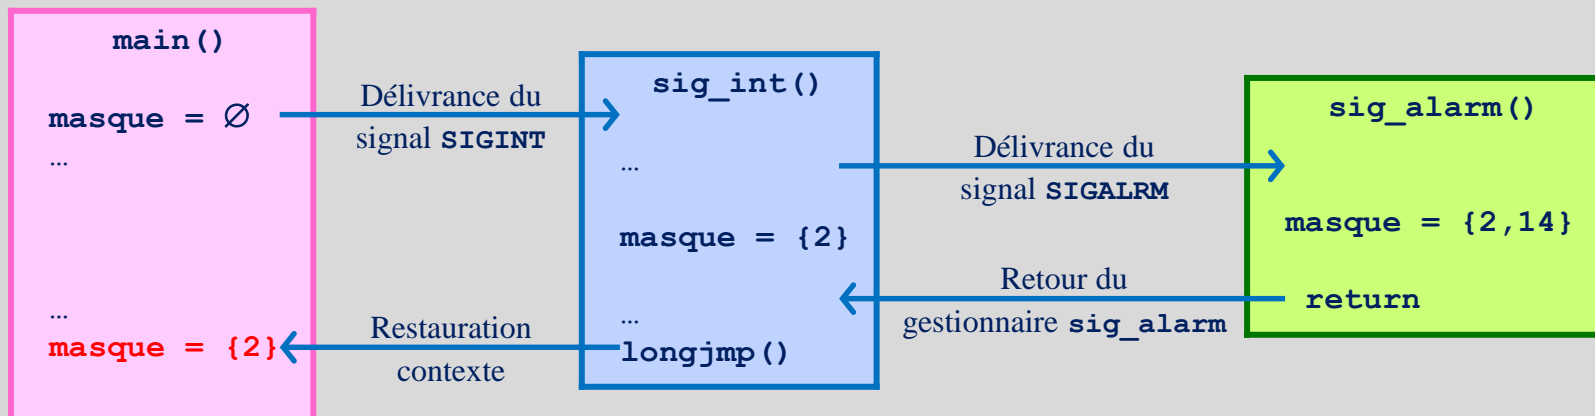 main()
masque = ∅
…
…
masque = {2}
Délivrance du
signal SIGINT
Restauration
contexte
sig_int()
…
masque = {2}
…
longjmp()
Délivrance du
signal SIGALRM
Retour du
gestionnaire sig_alarm
sig_alarm()
masque = {2,14}
return